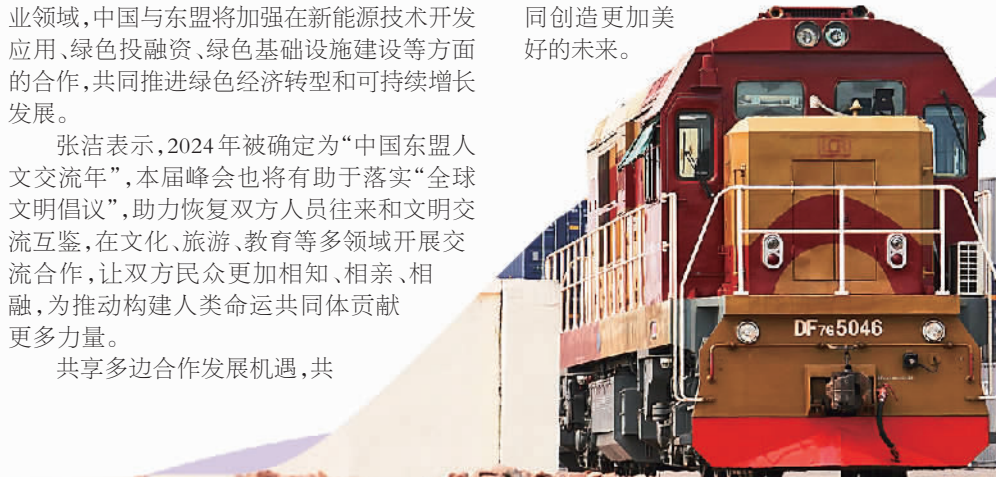 业领域,中国与东盟将加强在新能源技术开发
应用、绿色投融资、绿色基础设施建设等方面
的合作,共同推进绿色经济转型和可持续增长
发展。
张洁表示,2024年被确定为“中国东盟人
文交流年”,本届峰会也将有助于落实“全球
文明倡议”,助力恢复双方人员往来和文明交
流互鉴,在文化、旅游、教育等多领域开展交
流合作,让双方民众更加相知、相亲、相
融,为推动构建人类命运共同体贡献
更多力量。
共享多边合作发展机遇,共
同创造更加美
好的未来。
DF7G5046